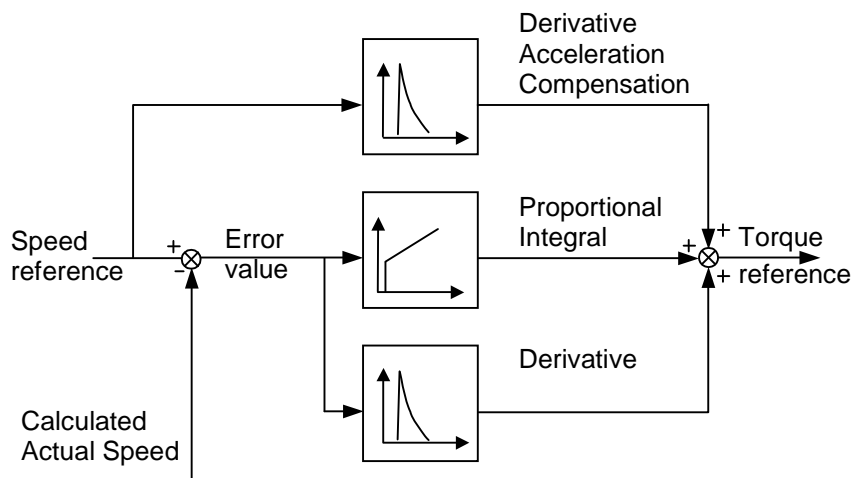 Derivative
Acceleration
Compensation
Proportional
Integral
Speed
reference
+
−
Error
value
+
+
+
Torque
reference
Derivative
Calculated
Actual Speed